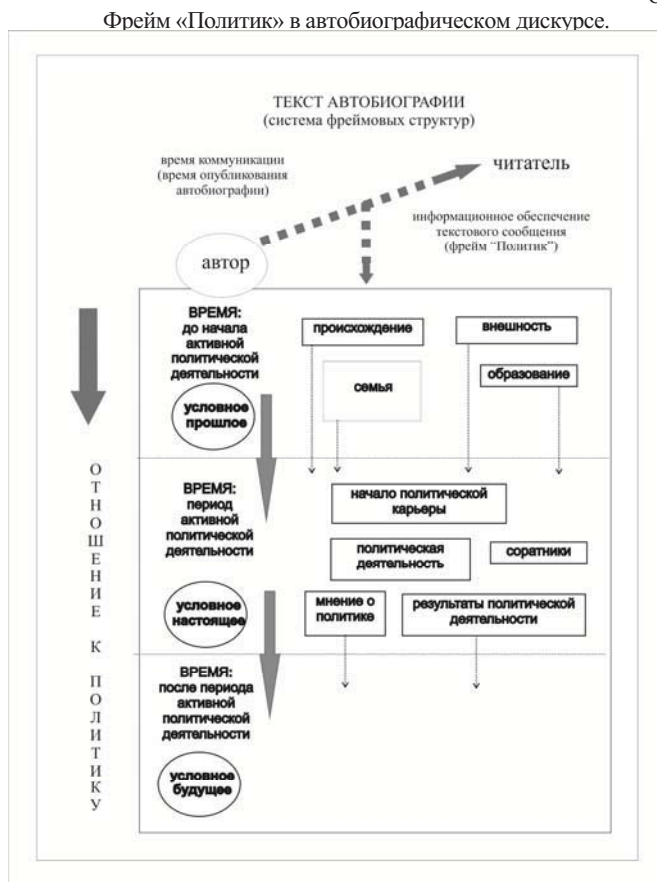 Фрейм «Политик» в автобиографическом дискурсе.
ТЕКСТ АВТОБИОГРАФИИ
(система фреймовых структур)
время коммуникации
(время опубликования
автобиографии)
читатель
информационное обеспечение
текстового сообщения
(фрейм “Политик”)
автор
ВРЕМЯ:
до начала
активной
политической
деятельности
происхождение
внешность
семья
образование
условное
прошлое
ОТНОШЕНИЕ К ПОЛИТИКУ
ВРЕМЯ:
период
активной
политической
деятельности
начало политической
карьеры
политическая
деятельность
соратники
условное
настоящее
мнение о
политике
результаты политической
деятельности
ВРЕМЯ:
после периода
активной
политической
деятельности
условное
будущее